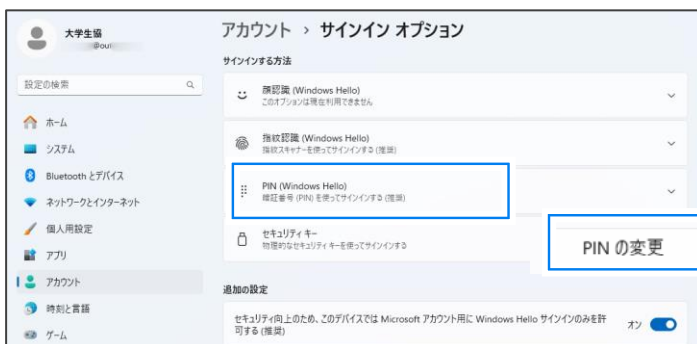 大学生協
@oui
アカウント › サインイン オプション
サインインする方法
設定の検索
ホーム
システム
Bluetooth とデバイス
ネットワークとインターネット
個人用設定
アプリ
アカウント
時刻と言語
ゲーム
顔認識 (Windows Hello)
このオプションは現在利用できません
指紋認識 (Windows Hello)
指紋スキャナーを使ってサインインする (推奨)
PIN (Windows Hello)
暗証番号 (PIN) を使ってサインインする (推奨)
セキュリティ キー
物理的なセキュリティ キーを使ってサインインする
PIN の変更
追加の設定
セキュリティ向上のため、このデバイスでは Microsoft アカウント用に Windows Hello サインインのみを許
可する (推奨)
オン